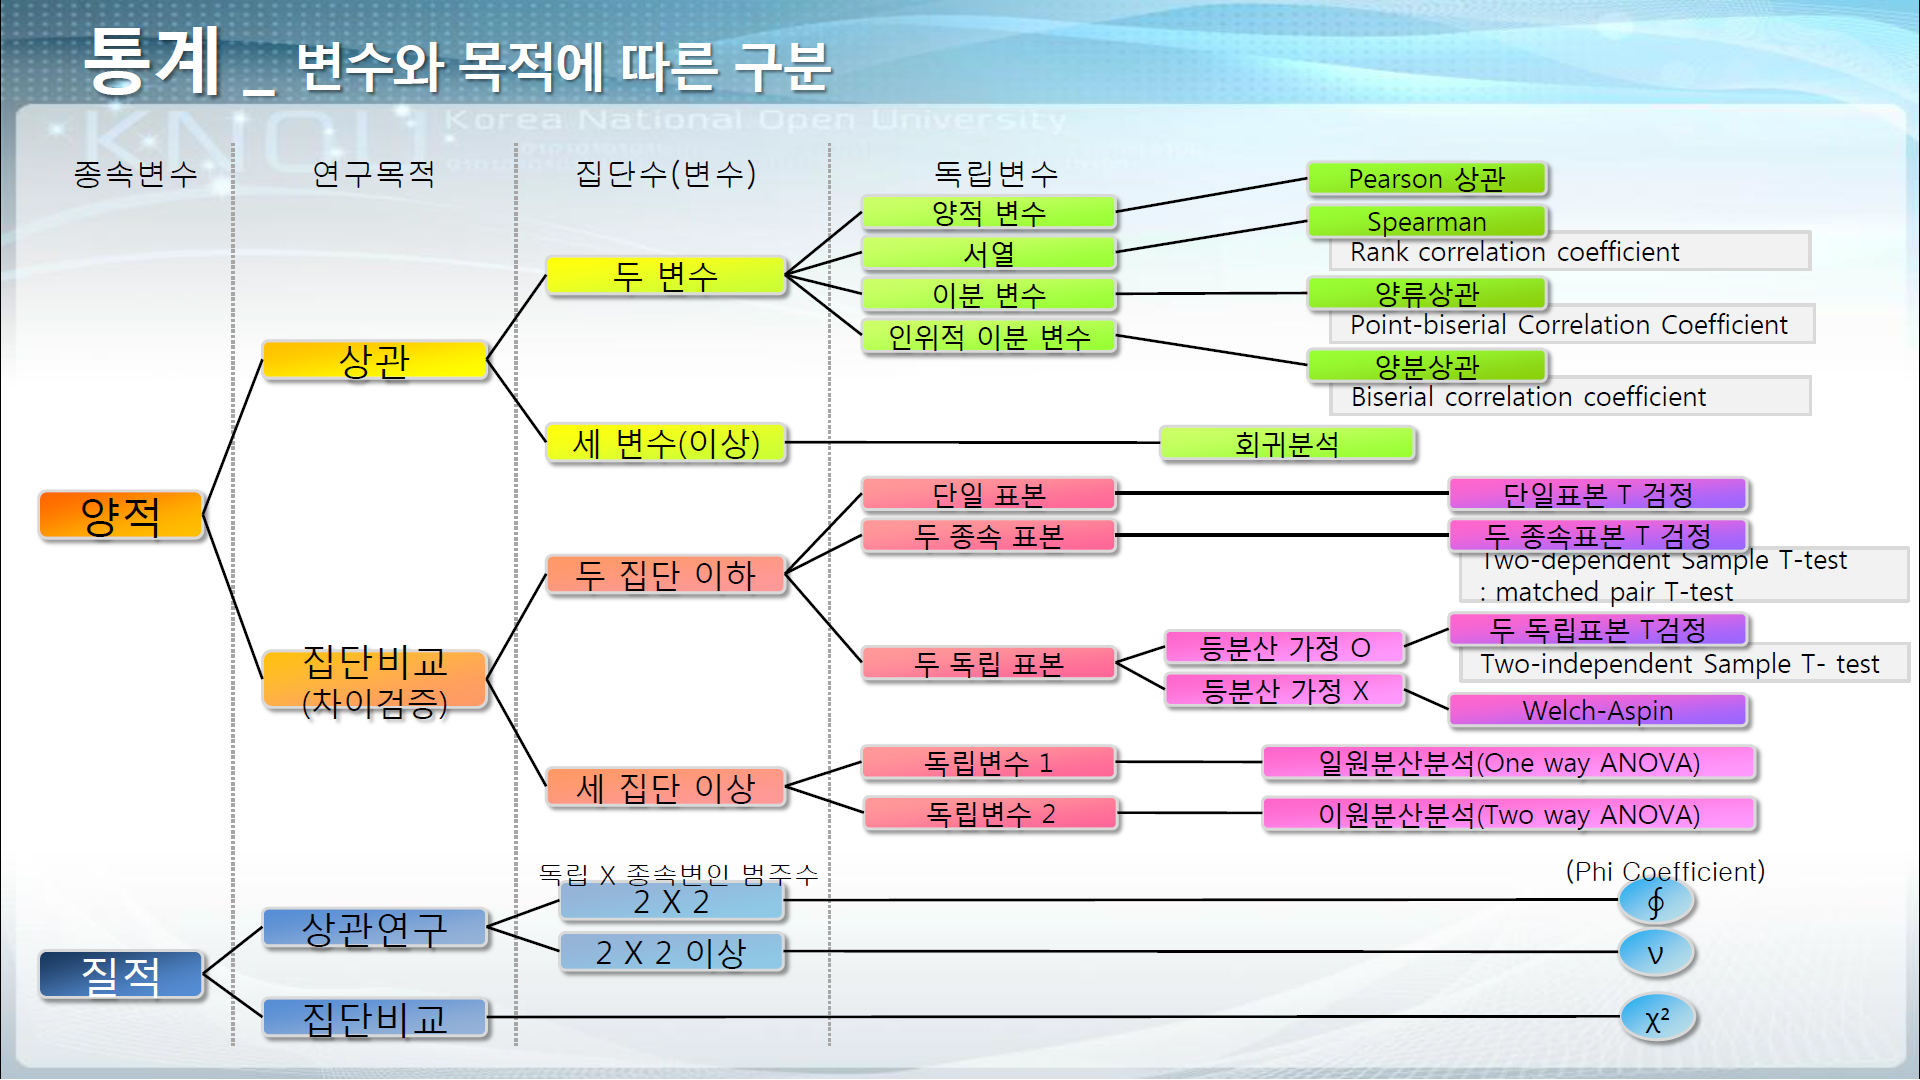 통계 _ 변수와 목적에 따른 구분
KNOU Korea National Open University
종속변수
연구목적
집단수(변수)
독립변수
양적
상관
두 변수
양적 변수
Pearson 상관
서열
Spearman
Rank correlation coefficient
이분 변수
양류상관
Point-biserial Correlation Coefficient
인위적 이분 변수
양분상관
Biserial correlation coefficient
세 변수(이상)
회귀분석
집단비교
(차이검증)
두 집단 이하
단일 표본
단일표본 T 검정
두 종속 표본
두 종속표본 T 검정
Two-dependent Sample T-test
: matched pair T-test
두 독립 표본
등분산 가정 O
두 독립표본 T검정
Two-independent Sample T- test
등분산 가정 X
Welch-Aspin
세 집단 이상
독립변수 1
일원분산분석(One way ANOVA)
독립변수 2
이원분산분석(Two way ANOVA)
질적
상관연구
독립 X 종속변인 범주수
2 X 2
(Phi Coefficient)
∮
2 X 2 이상
ν
집단비교
χ²